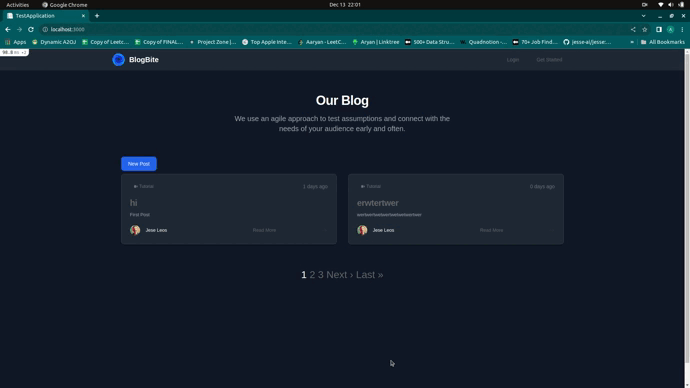 Activities
Google Chrome
Dec 13 22:01
TestApplication
localhost:3000
Apps
Dynamic A2OJ
Copy of Leetc...
Copy of FINAL...
Project Zone |...
Top Apple Inte...
Aaryan - LeetC...
Aryan | Linktree
500+ Data Stru...
Quadnotion -...
70+ Job Find...
jesse-ai/jesse:...
All Bookmarks
98.8 ms ×2
BlogBite
Login
Get Started
Our Blog
We use an agile approach to test assumptions and connect with the
needs of your audience early and often.
New Post
Tutorial
1 days ago
hi
First Post
Jese Leos
Read More
Tutorial
0 days ago
erwtertwer
Jese Leos
Read More
1 2 3 Next › Last »